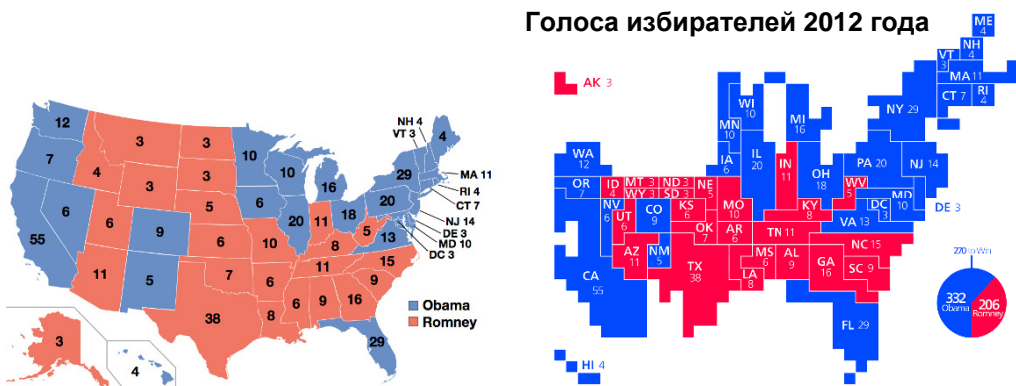 Голоса избирателей 2012 года
12
7
55
6
4
3
3
6
9
11
5
3
3
5
6
7
38
10
6
10
6
8
10
20
16
11
18
8
11
6
9
16
29
5
13
15
9
20
29
4
NH 4
VT 3
MA 11
RI 4
CT 7
NJ 14
DE 3
MD 10
DC 3
3
4
Obama
Romney
ME
4
VT
3
NH
4
MA 11
CT 7
RI
4
AK 3
NY 29
WI
10
MN
10
MI
16
IA
6
IL
20
IN
11
OH
18
PA 20
NJ 14
WV
5
MD
10
DC
3
DE 3
VA 13
WA
12
OR
7
ID
4
MT 3
ND 3
WY 3
SD 3
NE
5
NV
6
UT
6
CO
9
KS
6
MO
10
KY
8
TN 11
NC 15
AZ
11
NM
5
OK
7
AR
6
MS
6
AL
9
GA
16
SC 9
CA
55
TX
38
LA
8
FL 29
HI 4
270 to Win
332
Obama
206
Romney